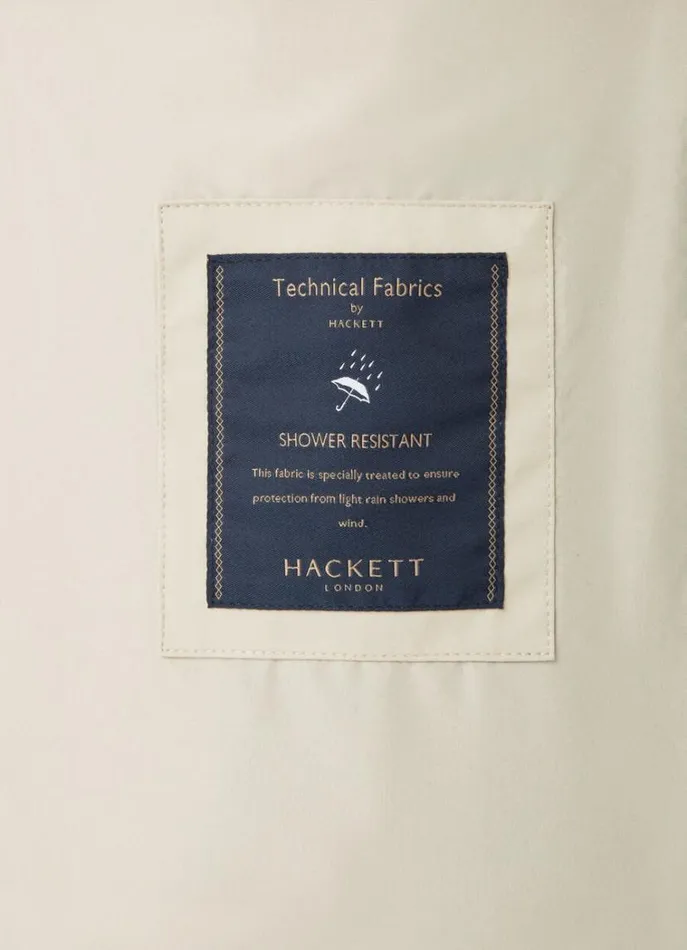 Technical Fabrics
by
HACKETT
SHOWER RESISTANT
This fabric is specially treated to ensure
protection from light rain showers and
wind.
HACKETT
LONDON